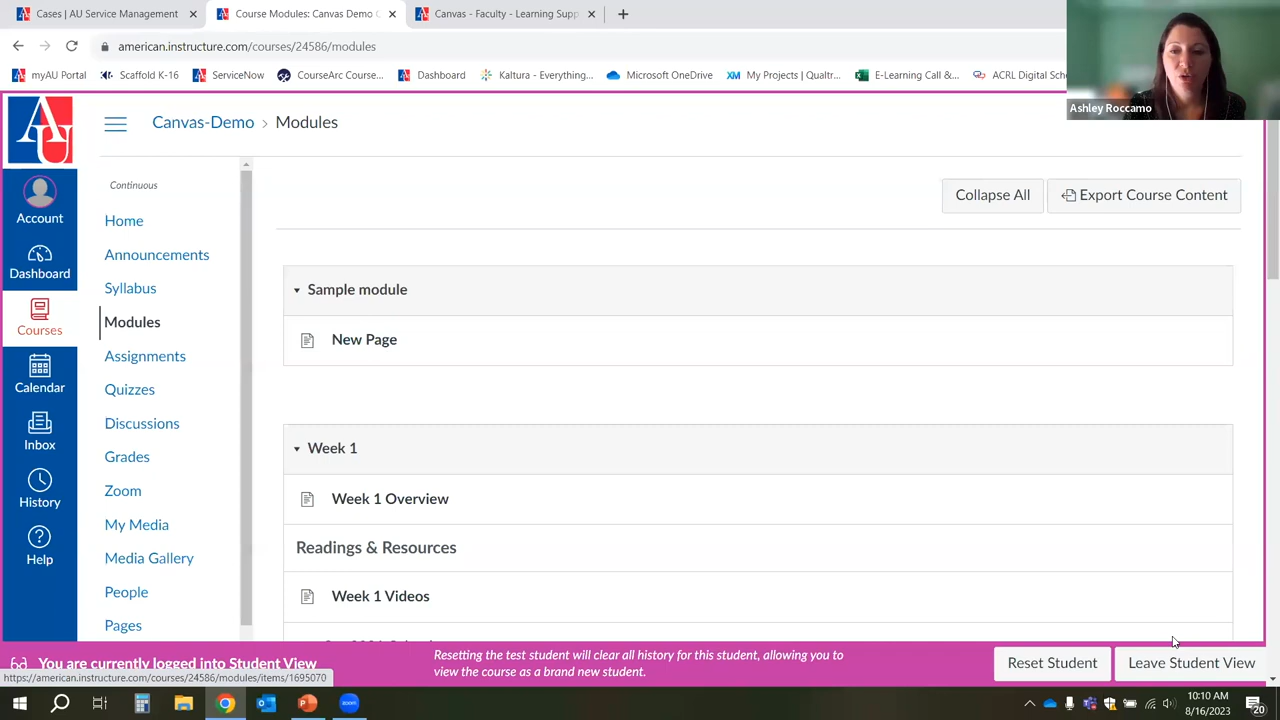 Cases | AU Service Management
Course Modules: Canvas Demo
Canvas - Faculty - Learning Supp
american.instructure.com/courses/24586/modules
myAU Portal
Scaffold K-16
ServiceNow
CourseArc Course...
Dashboard
Kaltura - Everything...
Microsoft OneDrive
XM
My Projects | Qualtr...
E-Learning Call &...
ACRL Digital Sch
Ashley Roccamo
AU
Canvas-Demo > Modules
Account
Dashboard
Courses
Calendar
Inbox
History
Help
Continuous
Home
Announcements
Syllabus
Modules
Assignments
Quizzes
Discussions
Grades
Zoom
My Media
Media Gallery
People
Pages
Collapse All
Export Course Content
Sample module
New Page
Week 1
Week 1 Overview
Readings & Resources
Week 1 Videos
You are currently logged into Student View
https://american.instructure.com/courses/24586/modules/items/1695070
Resetting the test student will clear all history for this student, allowing you to
view the course as a brand new student.
Reset Student
Leave Student View
zoom
10:10 AM
8/16/2023
20